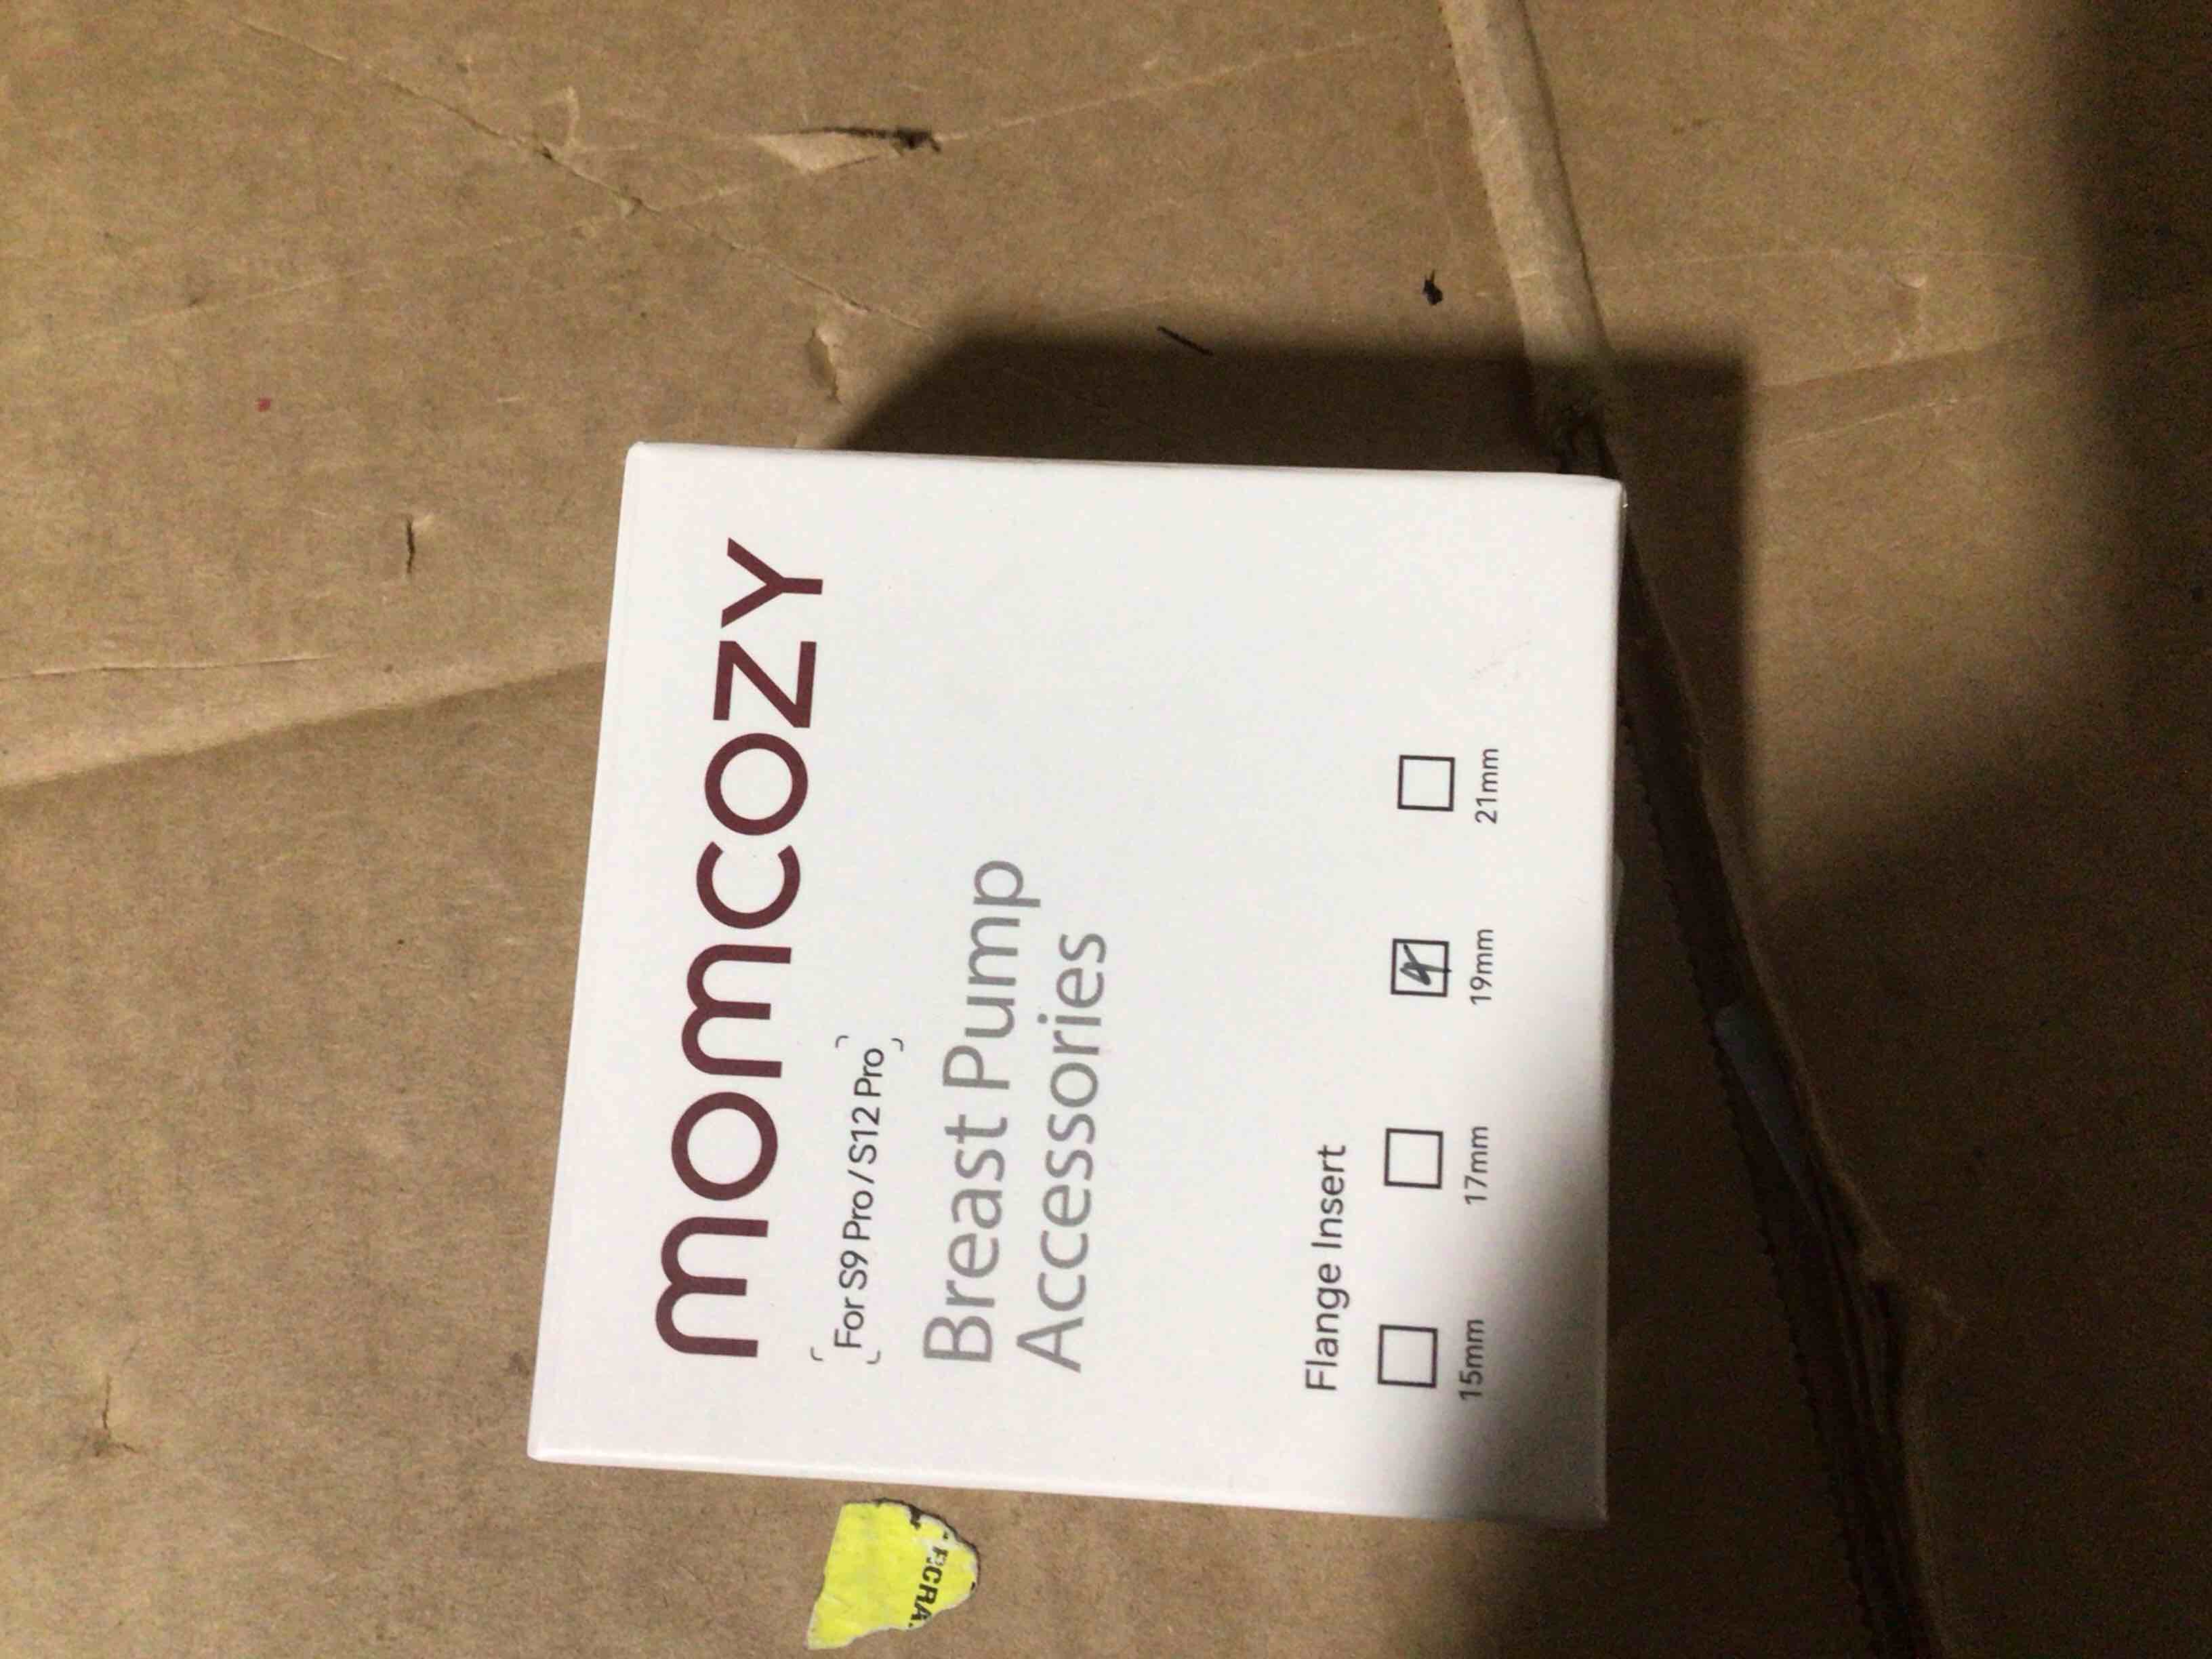 momcozy
For S9 Pro / S12 Pro
Breast Pump
Accessories
Flange Insert
15mm 17mm 19mm 21mm